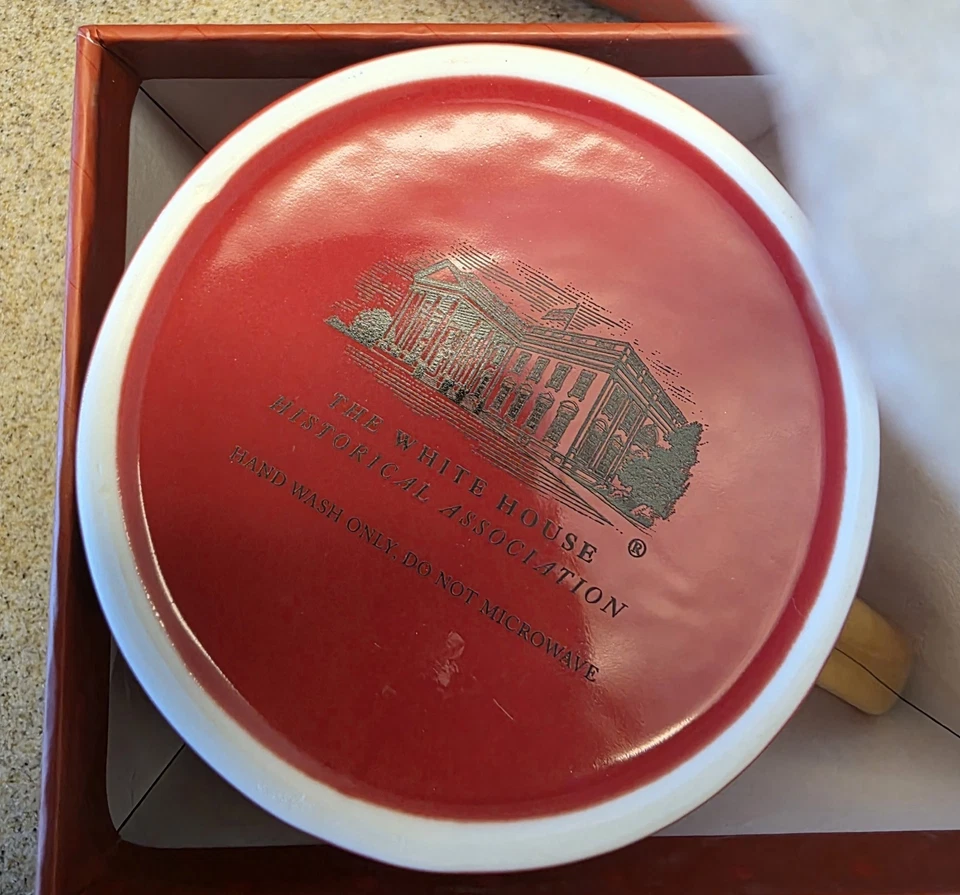 THE WHITE HOUSE ®
HISTORICAL ASSOCIATION
HAND WASH ONLY. DO NOT MICROWAVE